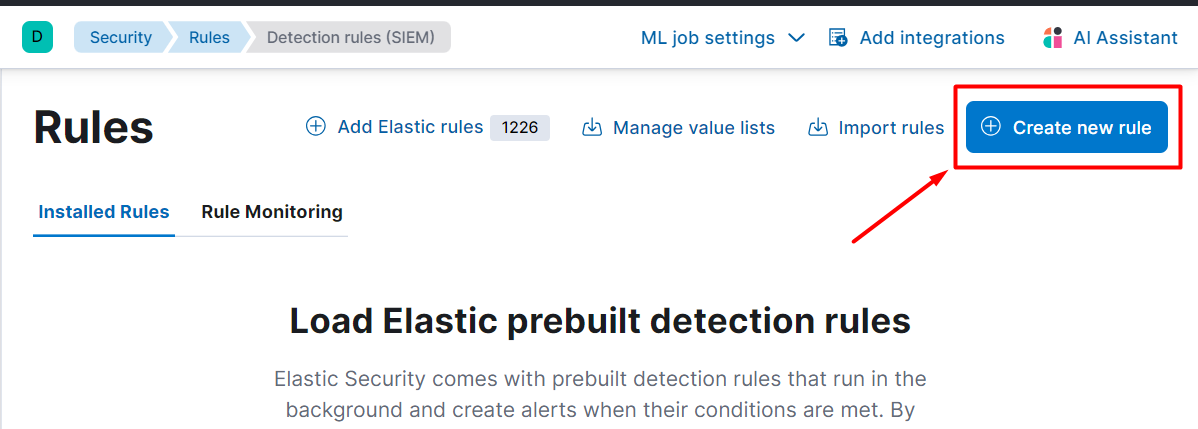 D Security Rules Detection rules (SIEM) ML job settings Add integrations AI Assistant
Rules Add Elastic rules 1226 Manage value lists Import rules Create new rule
Installed Rules Rule Monitoring
Load Elastic prebuilt detection rules
Elastic Security comes with prebuilt detection rules that run in the
background and create alerts when their conditions are met. By